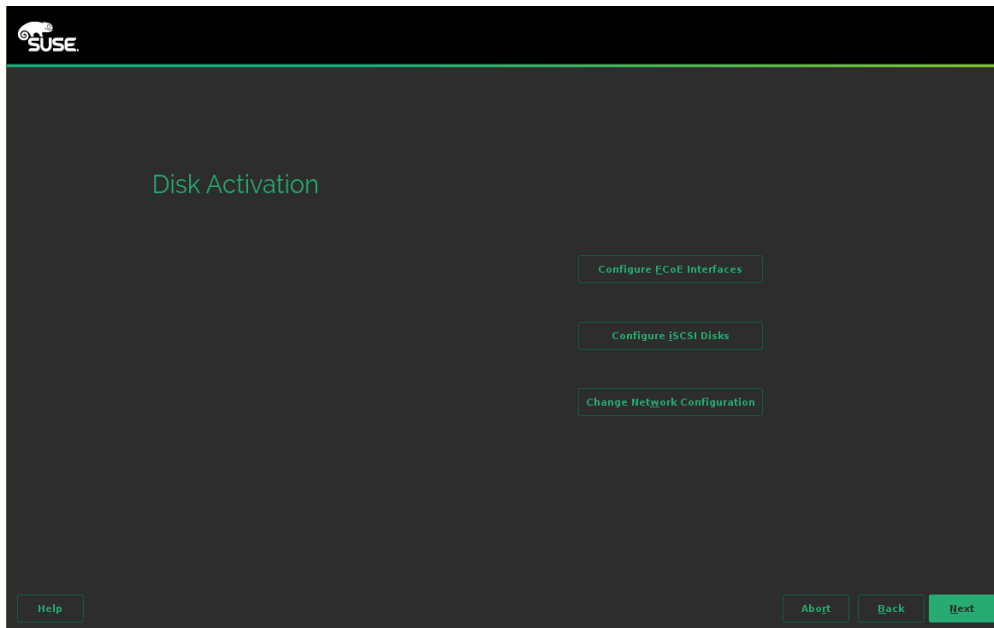 SUSE.
Disk Activation
Configure FCoE Interfaces
Configure iSCSI Disks
Change Network Configuration
Help
Abort
Back
Next